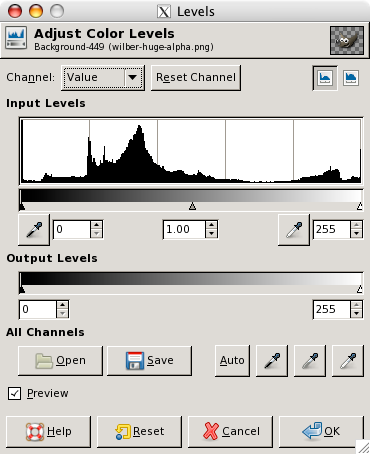 Levels
Adjust Color Levels
Background-449 (wilber-huge-alpha.png)
Channel: Value Reset Channel
Input Levels
0 1.00 255
Output Levels
0 255
All Channels
Open Save Auto
Preview
Help Reset Cancel OK